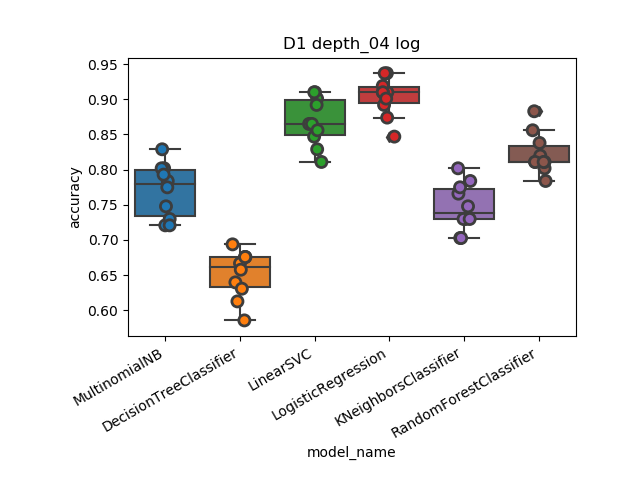 D1 depth_04 log
0.95
0.90
0.85
0.80
0.75
0.70
0.65
0.60
accuracy
MultinomialNB
DecisionTreeClassifier
LinearSVC
LogisticRegression
KNeighborsClassifier
RandomForestClassifier
model_name